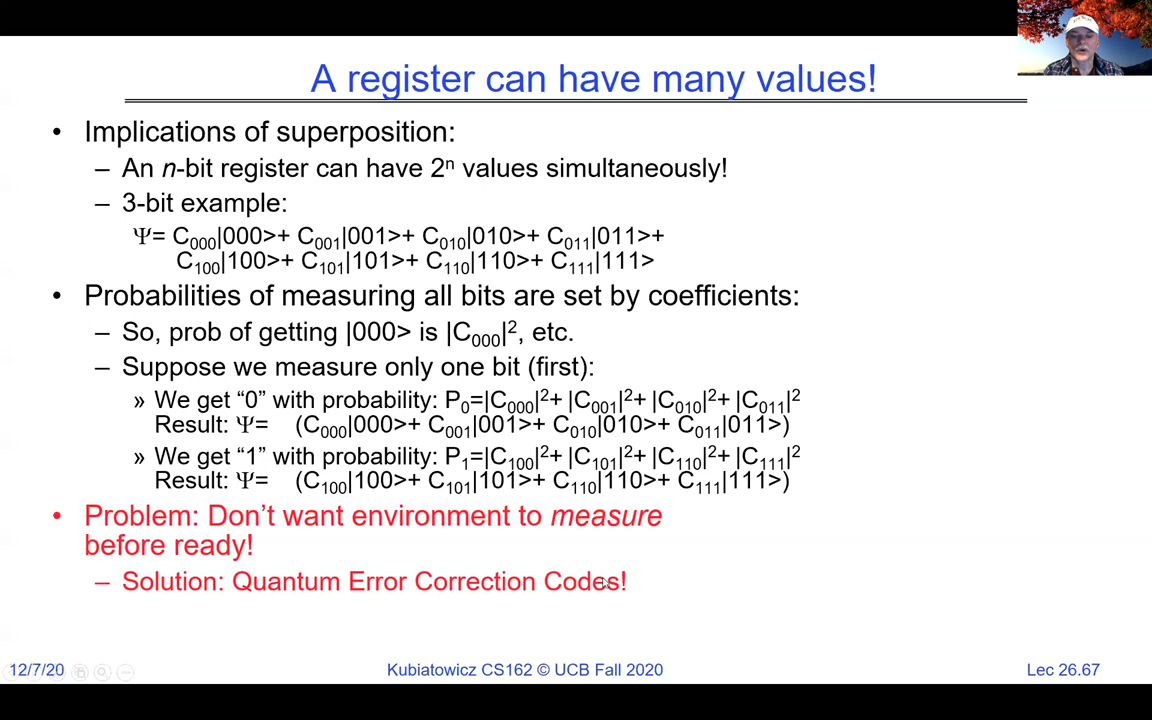 A register can have many values!
• Implications of superposition:
– An n-bit register can have 2ⁿ values simultaneously!
– 3-bit example:
Ψ= C₀₀₀|000>+ C₀₀₁|001>+ C₀₁₀|010>+ C₀₁₁|011>+
C₁₀₀|100>+ C₁₀₁|101>+ C₁₁₀|110>+ C₁₁₁|111>
• Probabilities of measuring all bits are set by coefficients:
– So, prob of getting |000> is |C₀₀₀|², etc.
– Suppose we measure only one bit (first):
» We get “0” with probability: P₀=|C₀₀₀|²+ |C₀₀₁|²+ |C₀₁₀|²+ |C₀₁₁|²
Result: Ψ= (C₀₀₀|000>+ C₀₀₁|001>+ C₀₁₀|010>+ C₀₁₁|011>)
» We get “1” with probability: P₁=|C₁₀₀|²+ |C₁₀₁|²+ |C₁₁₀|²+ |C₁₁₁|²
Result: Ψ= (C₁₀₀|100>+ C₁₀₁|101>+ C₁₁₀|110>+ C₁₁₁|111>)
• Problem: Don’t want environment to measure
before ready!
– Solution: Quantum Error Correction Codes!
12/7/20
Kubiatowicz CS162 © UCB Fall 2020
Lec 26.67